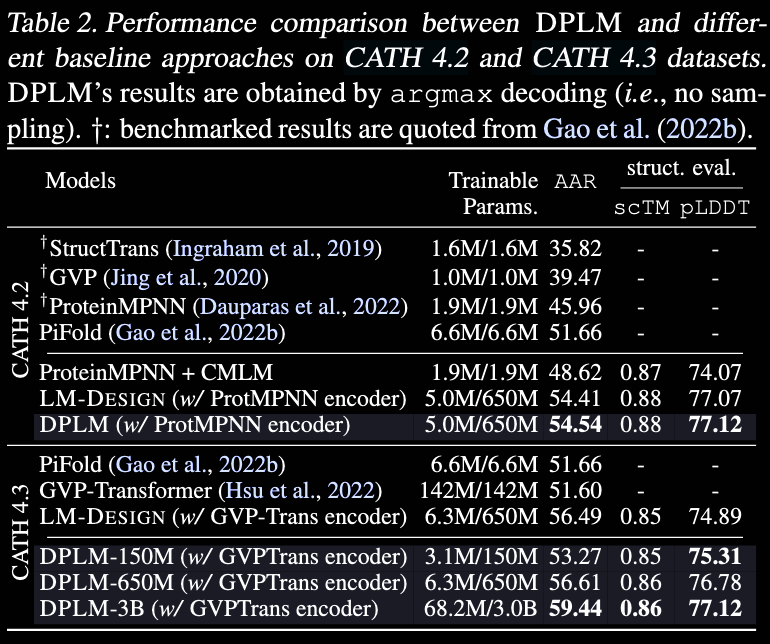 Table 2. Performance comparison between DPLM and differ-
ent baseline approaches on CATH 4.2 and CATH 4.3 datasets.
DPLM's results are obtained by argmax decoding (i.e., no sam-
pling). †: benchmarked results are quoted from Gao et al. (2022b).
Models Trainable Params. AAR struct. eval.
scTM pLDDT
CATH 4.2
†StructTrans (Ingraham et al., 2019) 1.6M/1.6M 35.82 - -
†GVP (Jing et al., 2020) 1.0M/1.0M 39.47 - -
†ProteinMPNN (Dauparas et al., 2022) 1.9M/1.9M 45.96 - -
PiFold (Gao et al., 2022b) 6.6M/6.6M 51.66 - -
ProteinMPNN + CMLM 1.9M/1.9M 48.62 0.87 74.07
LM-DESIGN (w/ ProtMPNN encoder) 5.0M/650M 54.41 0.88 77.07
DPLM (w/ ProtMPNN encoder) 5.0M/650M 54.54 0.88 77.12
CATH 4.3
PiFold (Gao et al., 2022b) 6.6M/6.6M 51.66 - -
GVP-Transformer (Hsu et al., 2022) 142M/142M 51.60 - -
LM-DESIGN (w/ GVP-Trans encoder) 6.3M/650M 56.49 0.85 74.89
DPLM-150M (w/ GVPTrans encoder) 3.1M/150M 53.27 0.85 75.31
DPLM-650M (w/ GVPTrans encoder) 6.3M/650M 56.61 0.86 76.78
DPLM-3B (w/ GVPTrans encoder) 68.2M/3.0B 59.44 0.86 77.12